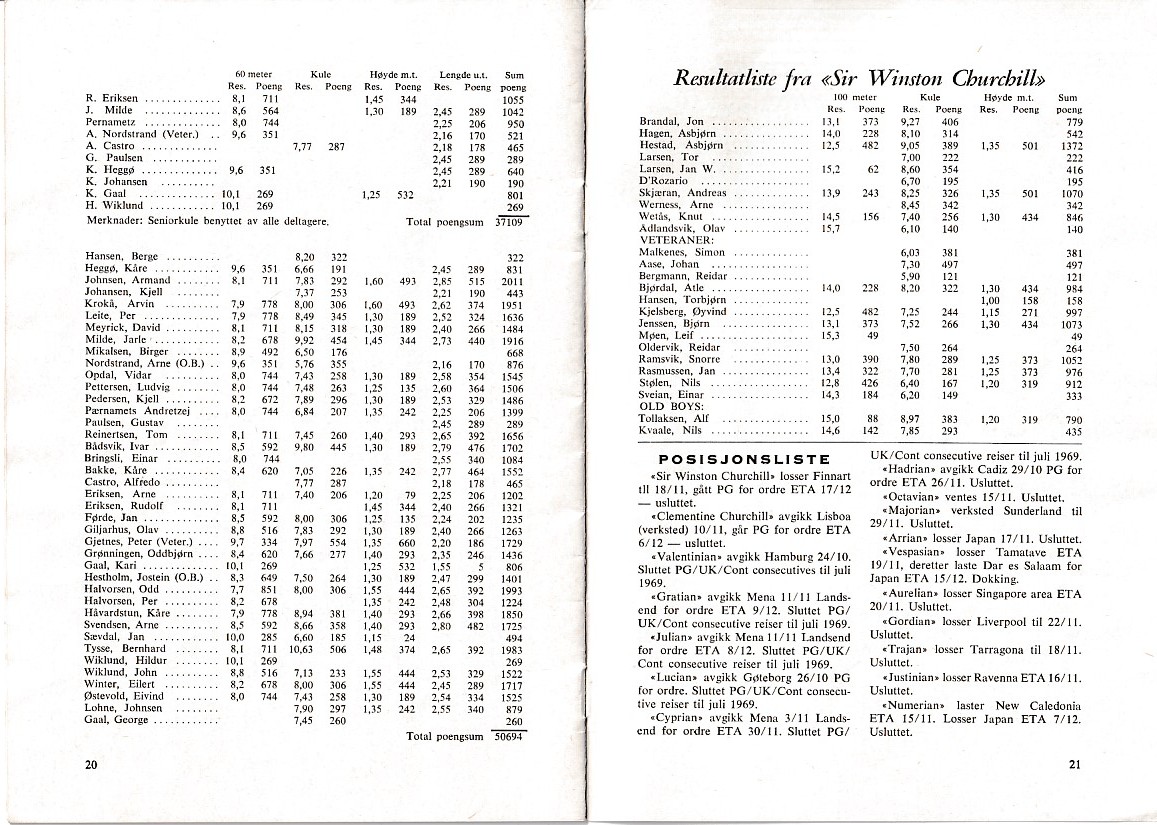 60 meter Kule Høyde m.t. Lengde u.t. Sum
Res. Poeng Res. Poeng Res. Poeng Res. Poeng poeng
R. Eriksen .............. 8,1 711 1,45 344 1055
J. Milde .............. 8,6 564 1,30 189 2,45 289 1042
Pernametz .............. 8,0 744 2,25 206 950
A. Nordstrand (Veter.) .. 9,6 351 2,16 170 521
A. Castro .............. 7,77 287 2,18 178 465
G. Paulsen ............ 2,45 289 289
K. Heggø .............. 9,6 351 2,45 289 640
K. Johansen .......... 2,21 190 190
K. Gaal .............. 10,1 269 1,25 532 801
H. Wiklund ............ 10,1 269 269
Merknader: Seniorkule benyttet av alle deltagere. Total poengsum 37109
Hansen, Berge .......... 8,20 322 322
Heggø, Kåre ............ 9,6 351 6,66 191 2,45 289 831
Johnsen, Armand ........ 8,1 711 7,83 292 1,60 493 2,85 515 2011
Johansen, Kjell ........ 7,37 253 2,21 190 443
Krokå, Arvin .......... 7,9 778 8,00 306 1,60 493 2,62 374 1951
Leite, Per ............ 7,9 778 8,49 345 1,30 189 2,52 324 1636
Meyrick, David .......... 8,1 711 8,15 318 1,30 189 2,40 266 1484
Milde, Jarle ............ 8,2 678 9,92 454 1,45 344 2,73 440 1916
Mikalsen, Birger ........ 8,9 492 6,50 176 668
Nordstrand, Arne (O.B.) .. 9,6 351 5,76 355 2,16 170 876
Opdal, Vidar .......... 8,0 744 7,43 258 1,30 189 2,58 354 1545
Pettersen, Ludvig ........ 8,0 744 7,48 263 1,25 135 2,60 364 1506
Pedersen, Kjell .......... 8,2 672 7,89 296 1,30 189 2,53 329 1486
Pærnamets Andretzej .... 8,0 744 6,84 207 1,35 242 2,25 206 1399
Paulsen, Gustav ........ 2,45 289 289
Reinertsen, Tom ........ 8,1 711 7,45 260 1,40 293 2,65 392 1656
Bådsvik, Ivar ............ 8,5 592 9,80 445 1,30 189 2,79 476 1702
Bringsli, Einar .......... 8,0 744 2,55 340 1084
Bakke, Kåre ............ 8,4 620 7,05 226 1,35 242 2,77 464 1552
Castro, Alfredo .......... 7,77 287 2,18 178 465
Eriksen, Arne .......... 8,1 711 7,40 206 1,20 79 2,25 206 1202
Eriksen, Rudolf ........ 8,1 711 1,45 344 2,40 266 1321
Førde, Jan .............. 8,5 592 8,00 306 1,25 135 2,24 202 1235
Giljarhus, Olav .......... 8,8 516 7,83 292 1,30 189 2,40 266 1263
Gjetnes, Peter (Veter.) .... 9,7 334 7,97 554 1,35 660 2,20 186 1729
Grønningen, Oddbjørn .... 8,4 620 7,66 277 1,40 293 2,35 246 1436
Gaal, Kari .............. 10,1 269 1,25 532 1,55 5 806
Hestholm, Jostein (O.B.) .. 8,3 649 7,50 264 1,30 189 2,47 299 1401
Halvorsen, Odd .......... 7,7 851 8,00 306 1,55 444 2,65 392 1993
Halvorsen, Per .......... 8,2 678 1,35 242 2,48 304 1224
Håvardstun, Kåre ........ 7,9 778 8,94 381 1,40 293 2,66 398 1850
Svendsen, Arne .......... 8,5 592 8,66 358 1,40 293 2,80 482 1725
Sævdal, Jan ............ 10,0 285 6,60 185 1,15 24 494
Tysse, Bernhard ........ 8,1 711 10,63 506 1,48 374 2,65 392 1983
Wiklund, Hildur ........ 10,1 269 269
Wiklund, John .......... 8,8 516 7,13 233 1,55 444 2,53 329 1522
Winter, Eilert .......... 8,2 678 8,00 306 1,55 444 2,45 289 1717
Østevold, Eivind ........ 8,0 744 7,43 258 1,30 189 2,54 334 1525
Lohne, Johnsen ........ 7,90 297 1,35 242 2,55 340 879
Gaal, George ............ 7,45 260 260
Total poengsum 50694
20
Resultatliste fra «Sir Winston Churchill»
100 meter Kule Høyde m.t. Sum
Res. Poeng Res. Poeng Res. Poeng poeng
Brandal, Jon .................. 13,1 373 9,27 406 779
Hagen, Asbjørn .............. 14,0 228 8,10 314 542
Hestad, Asbjørn .............. 12,5 482 9,05 389 1,35 501 1372
Larsen, Tor .................. 7,00 222 222
Larsen, Jan W. ................ 15,2 62 8,60 354 416
D'Rozario .................... 6,70 195 195
Skjæran, Andreas .............. 13,9 243 8,25 326 1,35 501 1070
Werness, Arne ................ 8,45 342 342
Wetås, Knut .................. 14,5 156 7,40 256 1,30 434 846
Ådlandsvik, Olav .............. 15,7 6,10 140 140
VETERANER:
Malkenes, Simon .............. 6,03 381 381
Aase, Johan .................. 7,30 497 497
Bergmann, Reidar .............. 5,90 121 121
Bjørdal, Atle .................. 14,0 228 8,20 322 1,30 434 984
Hansen, Torbjørn .............. 1,00 158 158
Kjelsberg, Øyvind .............. 12,5 482 7,25 244 1,15 271 997
Jenssen, Bjørn ................ 13,1 373 7,52 266 1,30 434 1073
Møen, Leif .................... 15,3 49 49
Oldervik, Reidar .............. 7,50 264 264
Ramsvik, Snorre .............. 13,0 390 7,80 289 1,25 373 1052
Rasmussen, Jan ................ 13,4 322 7,70 281 1,25 373 976
Stølen, Nils .................. 12,8 426 6,40 167 1,20 319 912
Sveian, Einar .................. 14,3 184 6,20 149 333
OLD BOYS:
Tollaksen, Alf ................ 15,0 88 8,97 383 1,20 319 790
Kvaale, Nils .................. 14,6 142 7,85 293 435
POSISJONSLISTE
«Sir Winston Churchill» losser Finnart
til 18/11, gått PG for ordre ETA 17/12
— usluttet.
«Clementine Churchill» avgikk Lisboa
(verksted) 10/11, går PG for ordre ETA
6/12 — usluttet.
«Valentinian» avgikk Hamburg 24/10.
Sluttet PG/UK/Cont consecutives til juli
1969.
«Gratian» avgikk Mena 11/11 Lands-
end for ordre ETA 9/12. Sluttet PG/
UK/Cont consecutive reiser til juli 1969.
«Julian» avgikk Mena 11/11 Landsend
for ordre ETA 8/12. Sluttet PG/UK/
Cont consecutive reiser til juli 1969.
«Lucian» avgikk Gøteborg 26/10 PG
for ordre. Sluttet PG/UK/Cont consecu-
tive reiser til juli 1969.
«Cyprian» avgikk Mena 3/11 Lands-
end for ordre ETA 30/11. Sluttet PG/
UK/Cont consecutive reiser til juli 1969.
«Hadrian» avgikk Cadiz 29/10 PG for
ordre ETA 26/11. Usluttet.
«Octavian» ventes 15/11. Usluttet.
«Majorian» verksted Sunderland til
29/11. Usluttet.
«Arrian» losser Japan 17/11. Usluttet.
«Vespasian» losser Tamatave ETA
19/11, deretter laste Dar es Salaam for
Japan ETA 15/12. Dokking.
«Aurelian» losser Singapore area ETA
20/11. Usluttet.
«Gordian» losser Liverpool til 22/11.
Usluttet.
«Trajan» losser Tarragona til 18/11.
Usluttet.
«Justinian» losser Ravenna ETA 16/11.
Usluttet.
«Numerian» laster New Caledonia
ETA 15/11. Losser Japan ETA 7/12.
Usluttet.
21